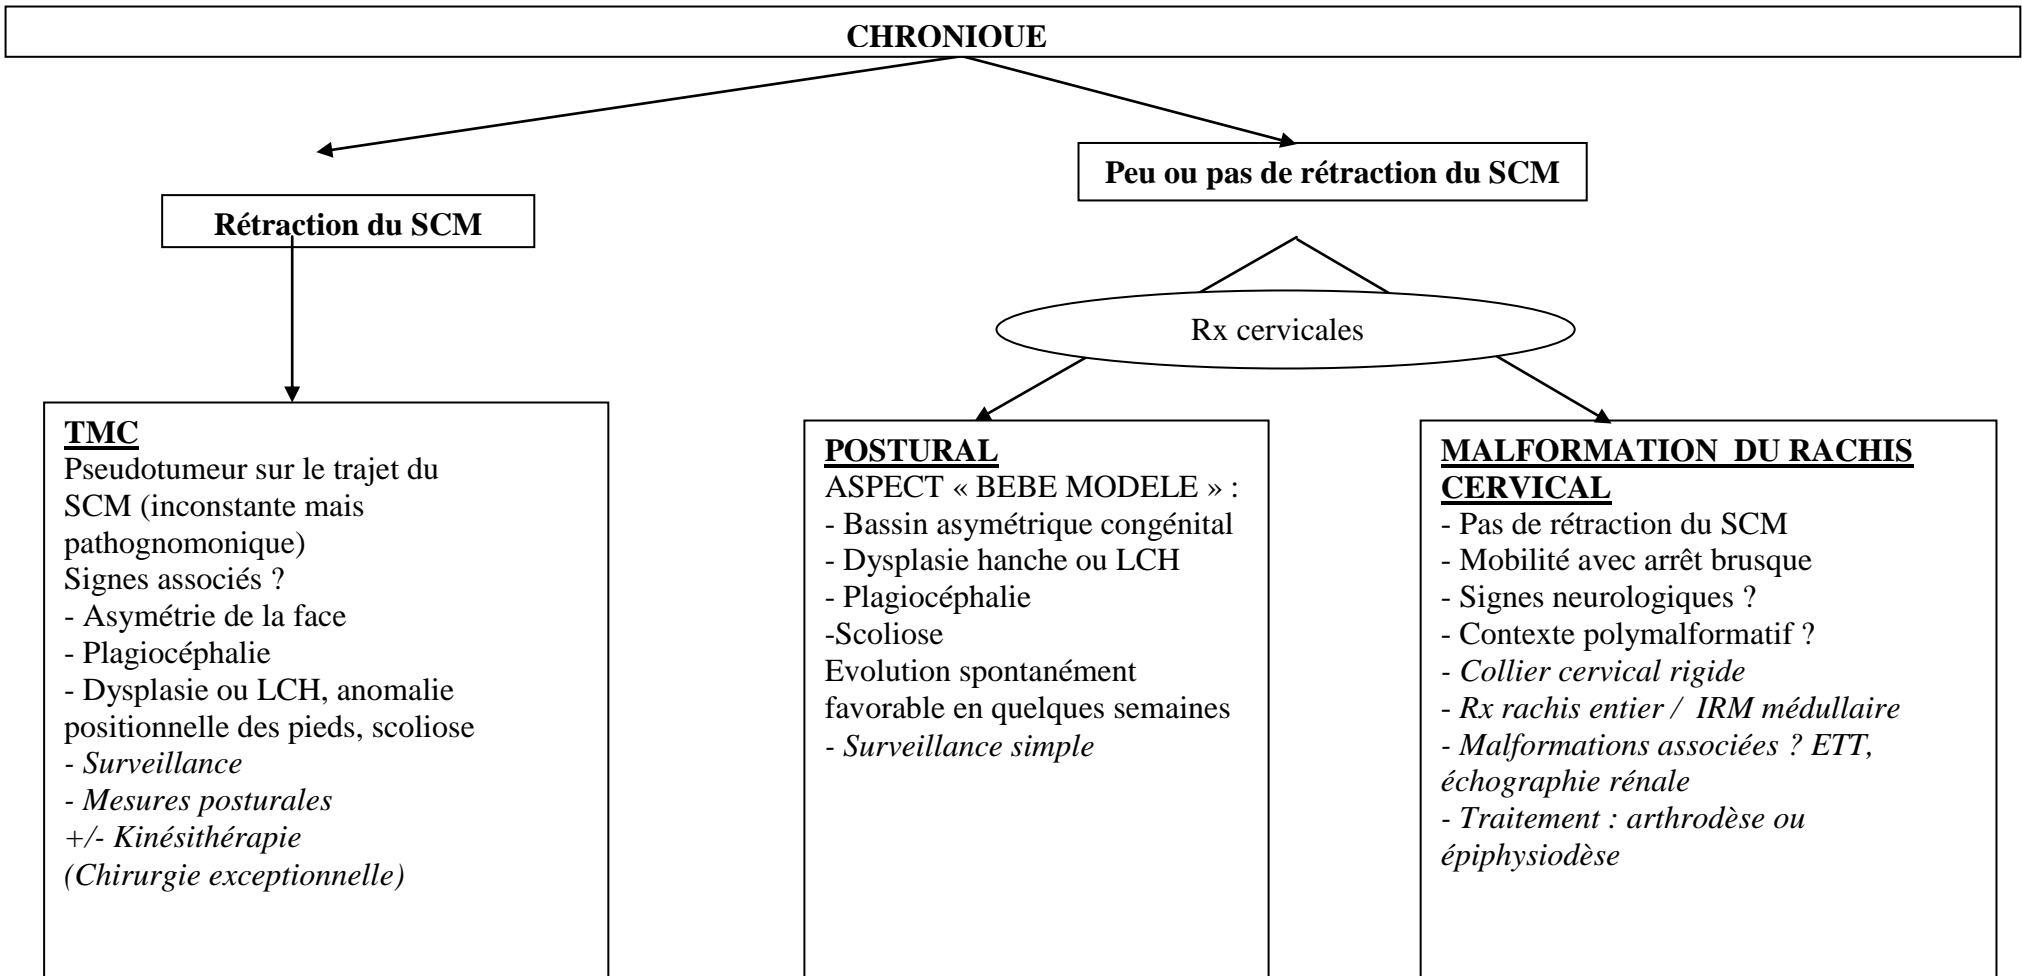 CHRONIQUE
Peu ou pas de rétraction du SCM
Rétraction du SCM
Rx cervicales
TMC
Pseudotumeur sur le trajet du
SCM (inconstante mais
pathognomonique)
Signes associés ?
- Asymétrie de la face
- Plagiocéphalie
- Dysplasie ou LCH, anomalie
positionnelle des pieds, scoliose
- Surveillance
- Mesures posturales
+/- Kinésithérapie
(Chirurgie exceptionnelle)
POSTURAL
ASPECT « BEBE MODELE » :
- Bassin asymétrique congénital
- Dysplasie hanche ou LCH
- Plagiocéphalie
-Scoliose
Evolution spontanément
favorable en quelques semaines
- Surveillance simple
MALFORMATION DU RACHIS
CERVICAL
- Pas de rétraction du SCM
- Mobilité avec arrêt brusque
- Signes neurologiques ?
- Contexte polymalformatif ?
- Collier cervical rigide
- Rx rachis entier / IRM médullaire
- Malformations associées ? ETT,
échographie rénale
- Traitement : arthrodèse ou
épiphysiodèse